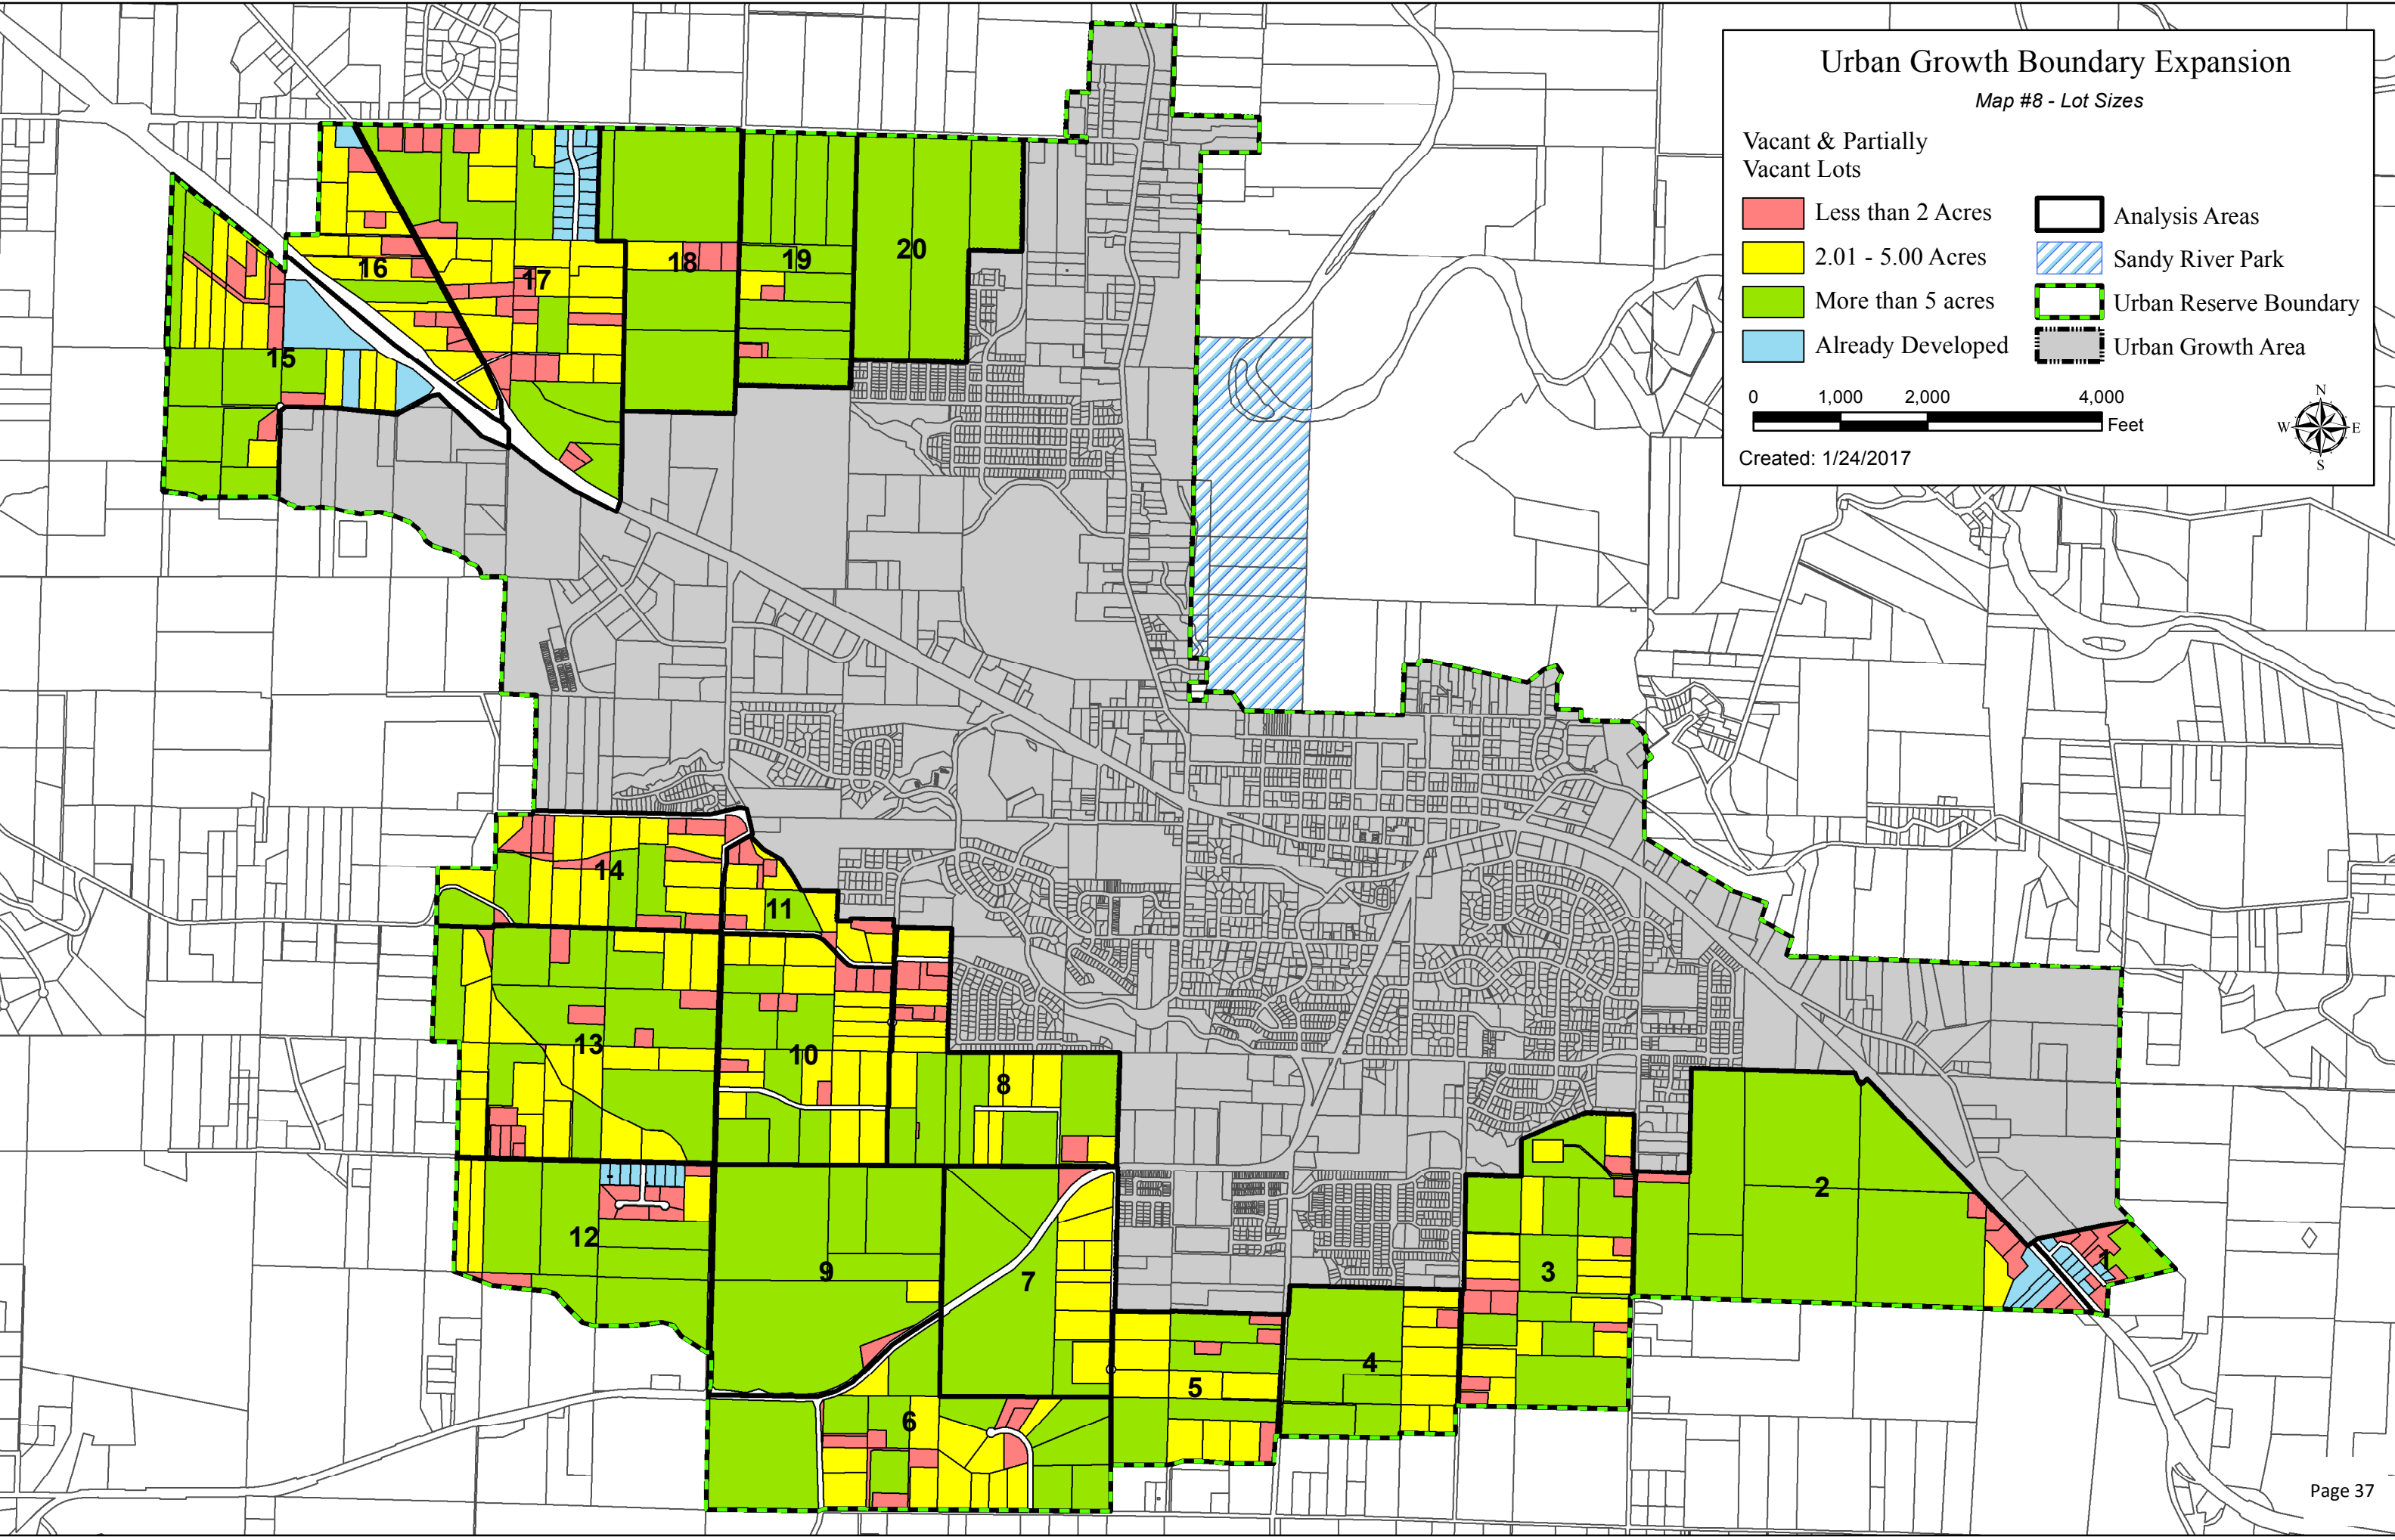 Urban Growth Boundary Expansion
Map #8 - Lot Sizes
Vacant & Partially
Vacant Lots
Less than 2 Acres
2.01 - 5.00 Acres
More than 5 acres
Already Developed
Analysis Areas
Sandy River Park
Urban Reserve Boundary
Urban Growth Area
0 1,000 2,000 4,000
Feet
Created: 1/24/2017
N
W E
S
20
19
18
16
17
15
14
11
13
10
8
2
12
9
7
3
1
4
5
6
Page 37